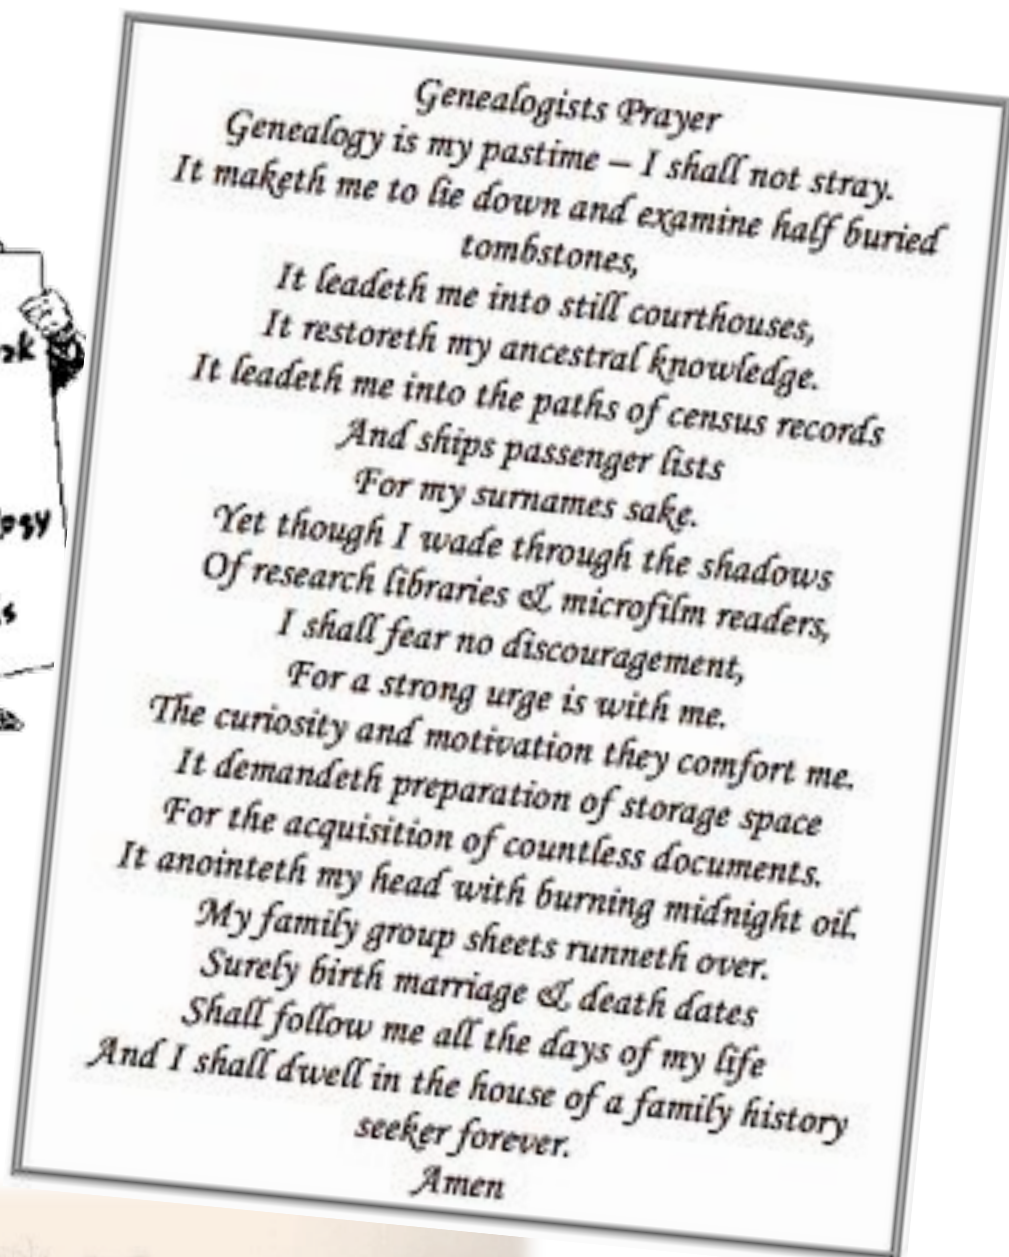 Genealogists Prayer
Genealogy is my pastime – I shall not stray.
It maketh me to lie down and examine half buried
tombstones,
It leadeth me into still courthouses,
It restoreth my ancestral knowledge.
It leadeth me into the paths of census records
And ships passenger lists
For my surnames sake.
Yet though I wade through the shadows
Of research libraries & microfilm readers,
I shall fear no discouragement,
For a strong urge is with me.
The curiosity and motivation they comfort me.
It demandeth preparation of storage space
For the acquisition of countless documents.
It anointeth my head with burning midnight oil.
My family group sheets runneth over.
Surely birth marriage & death dates
Shall follow me all the days of my life
And I shall dwell in the house of a family history
seeker forever.
Amen